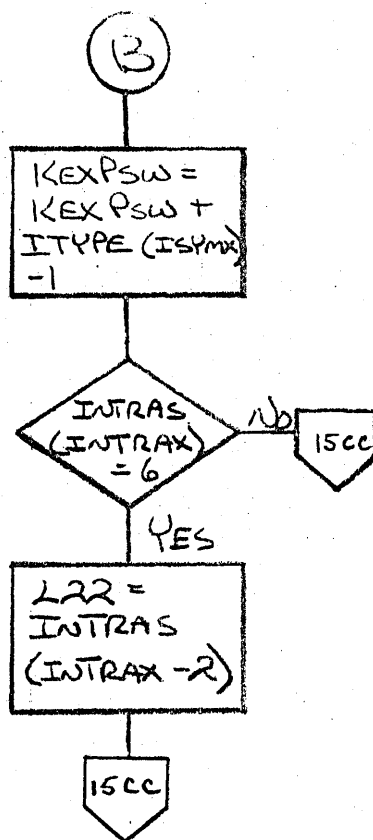 B
KEXPSW =
KEXPSW +
ITYPE (ISYMX)
-1
INTRAS
(INTRAX)
= 6
NO
15CC
YES
L22 =
INTRAS
(INTRAX -2)
15CC